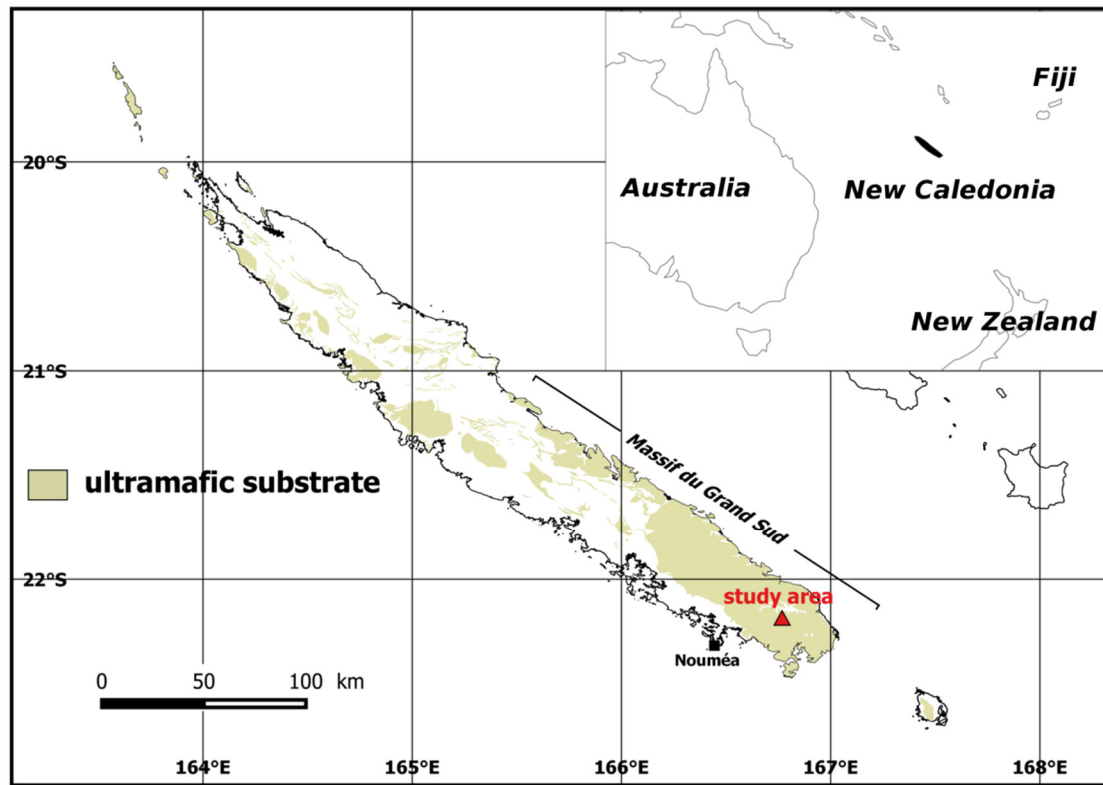 Fiji
20°S
Australia
New Caledonia
New Zealand
21°S
Massif du Grand Sud
ultramafic substrate
22°S
study area
Nouméa
0 50 100 km
164°E 165°E 166°E 167°E 168°E